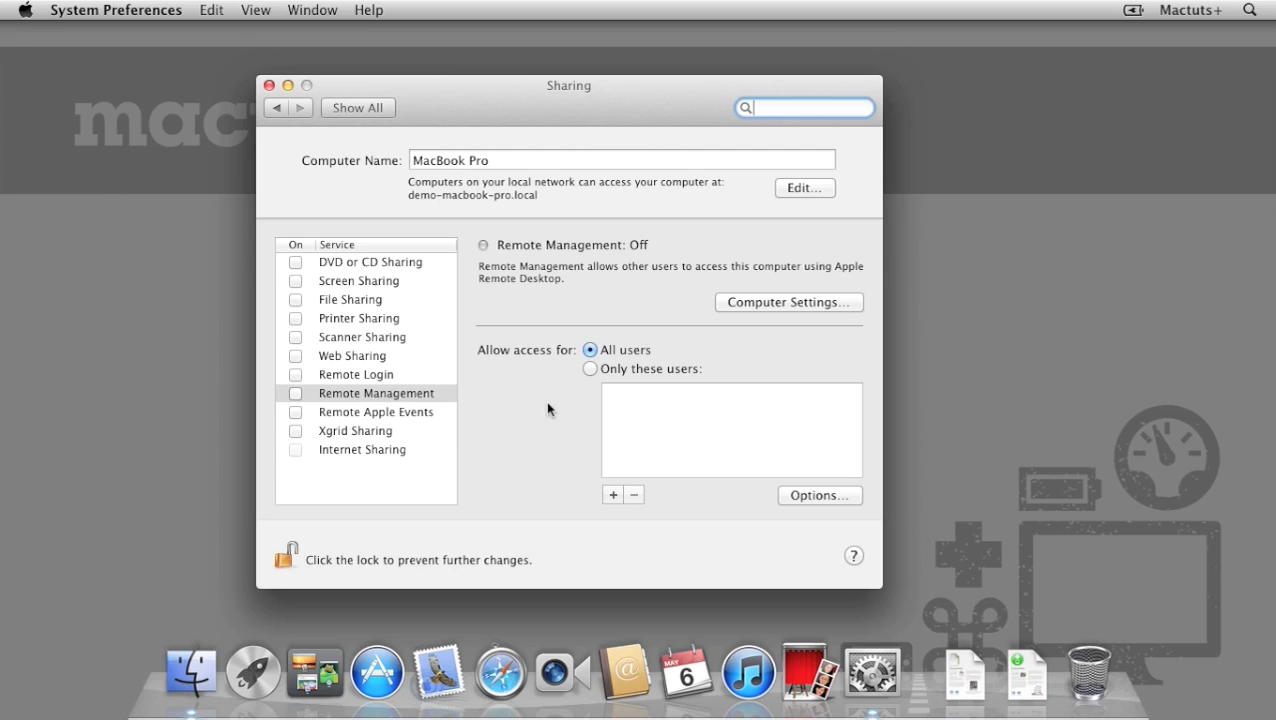 System Preferences Edit View Window Help Mactuts+
Sharing
Show All
mac
Computer Name: MacBook Pro
Computers on your local network can access your computer at:
demo-macbook-pro.local
Edit...
On Service
DVD or CD Sharing
Screen Sharing
File Sharing
Printer Sharing
Scanner Sharing
Web Sharing
Remote Login
Remote Management
Remote Apple Events
Xgrid Sharing
Internet Sharing
Remote Management: Off
Remote Management allows other users to access this computer using Apple
Remote Desktop.
Computer Settings...
Allow access for: All users
Only these users:
+ −
Options...
Click the lock to prevent further changes.
?
MAY
6